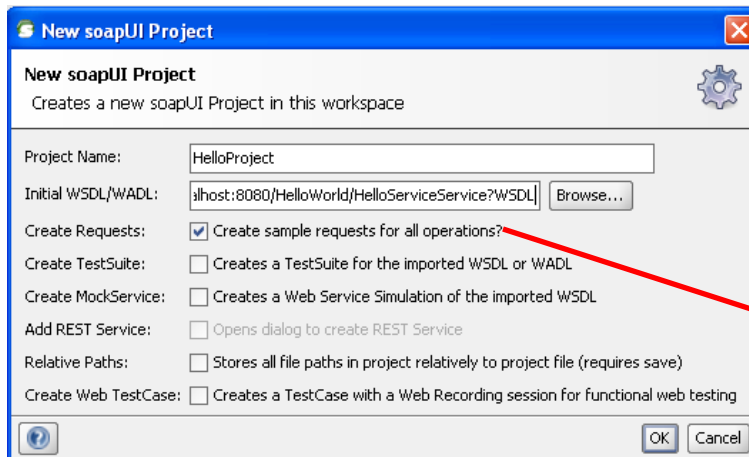 New soapUI Project
New soapUI Project
Creates a new soapUI Project in this workspace
Project Name: HelloProject
Initial WSDL/WADL: alhost:8080/HelloWorld/HelloServiceService?WSDL Browse...
Create Requests: Create sample requests for all operations?
Create TestSuite: Creates a TestSuite for the imported WSDL or WADL
Create MockService: Creates a Web Service Simulation of the imported WSDL
Add REST Service: Opens dialog to create REST Service
Relative Paths: Stores all file paths in project relatively to project file (requires save)
Create Web TestCase: Creates a TestCase with a Web Recording session for functional web testing
OK Cancel